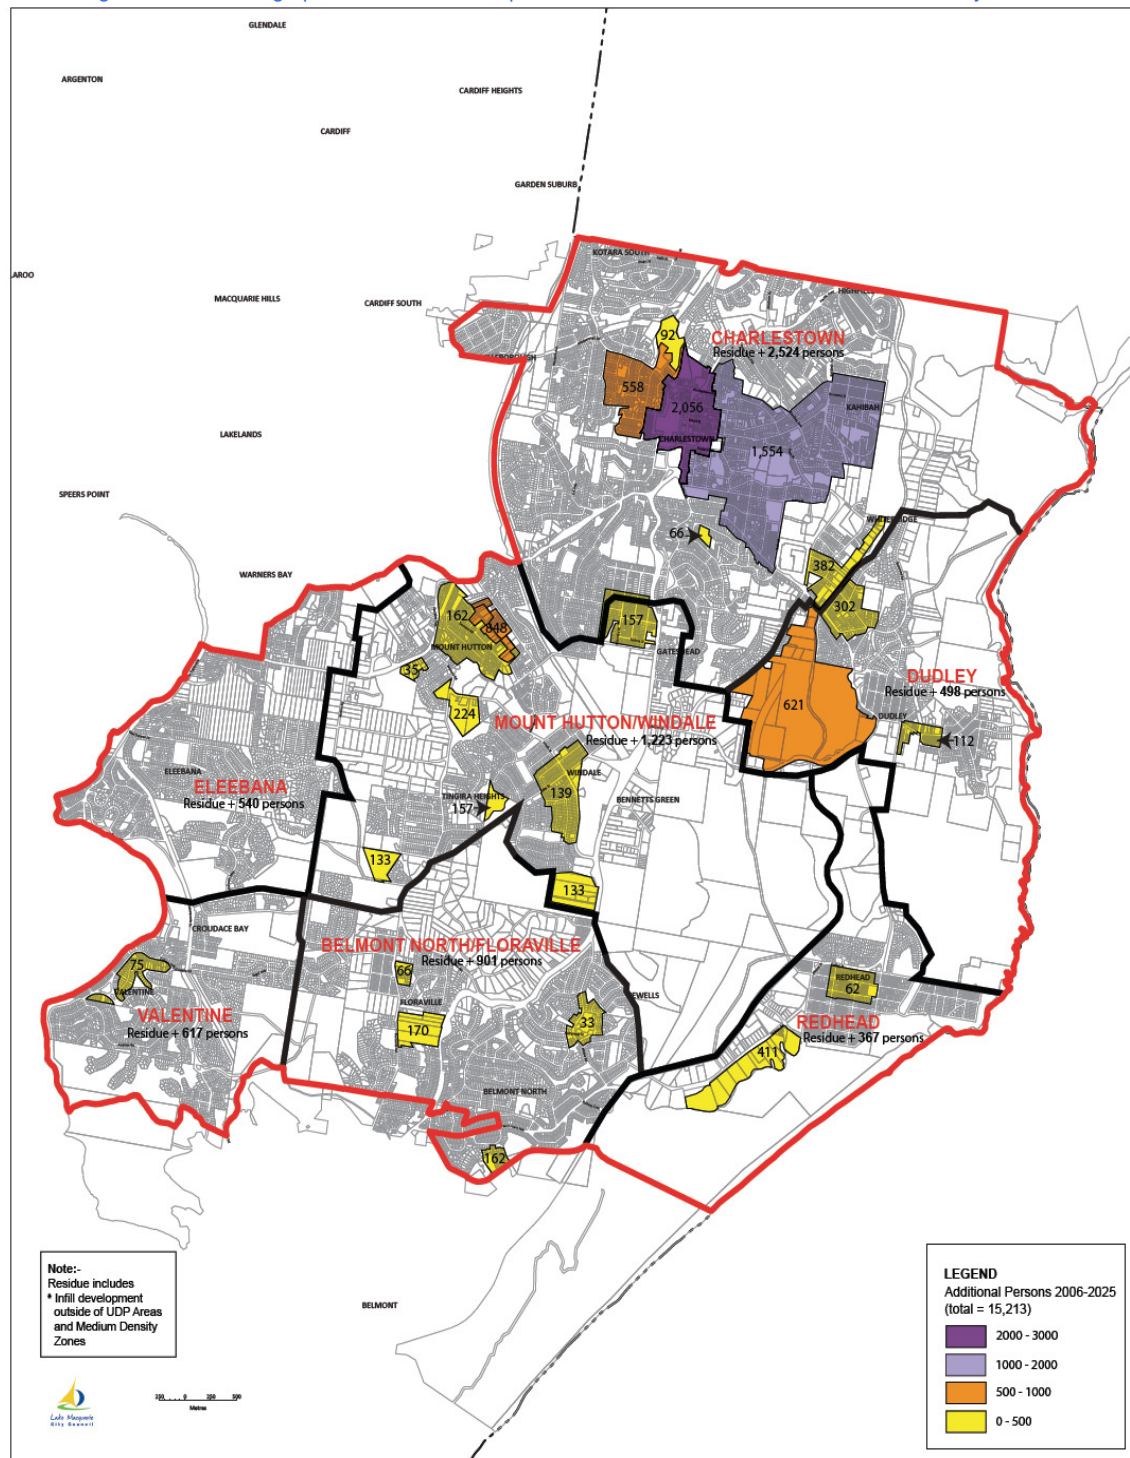 GLENDALE
ARGENTON
CARDIFF HEIGHTS
CARDIFF
GARDEN SUBURB
KOTARA SOUTH
MACQUARIE HILLS
CARDIFF SOUTH
92
CHARLESTOWN
Residue + 2,524 persons
558
2,056
KAHIBAH
CHARLESTOWN
1,554
LAKELANDS
SPEERS POINT
66
382
WARNERS BAY
302
162
848
157
MOUNT HUTTON
GATESHEAD
35
DUDLEY
Residue + 498 persons
224
621
DUDLEY
MOUNT HUTTON/WINDALE
Residue + 1,223 persons
112
ELEEBANA
WINDALE
ELEEBANA
Residue + 540 persons
TINGIRA HEIGHTS
139
BENNETTS GREEN
157
133
133
CROUDACE BAY
BELMONT NORTH/FLORAVILLE
Residue + 901 persons
75
66
REDHEAD
62
VALENTINE
FLORAVILLE
VALENTINE
Residue + 617 persons
33
REDHEAD
Residue + 367 persons
170
411
BELMONT NORTH
162
Note:-
Residue includes
* Infill development
outside of UDP Areas
and Medium Density
Zones
BELMONT
LEGEND
Additional Persons 2006-2025
(total = 15,213)
2000 - 3000
1000 - 2000
500 - 1000
0 - 500
250 0 250 500
Metres
Lake Macquarie
City Council